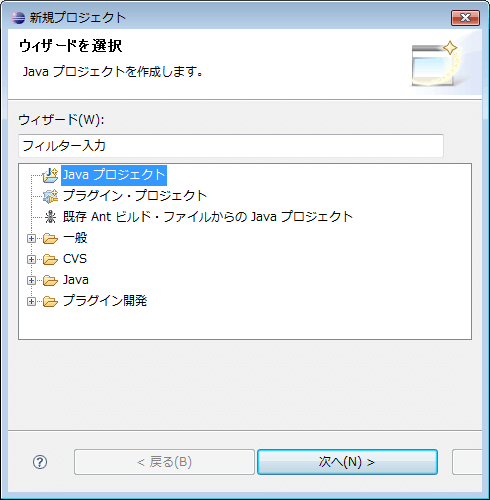 新規プロジェクト
ウィザードを選択
Java プロジェクトを作成します。
ウィザード(W):
フィルター入力
Java プロジェクト
プラグイン・プロジェクト
既存 Ant ビルド・ファイルからの Java プロジェクト
一般
CVS
Java
プラグイン開発
< 戻る(B)
次へ(N) >